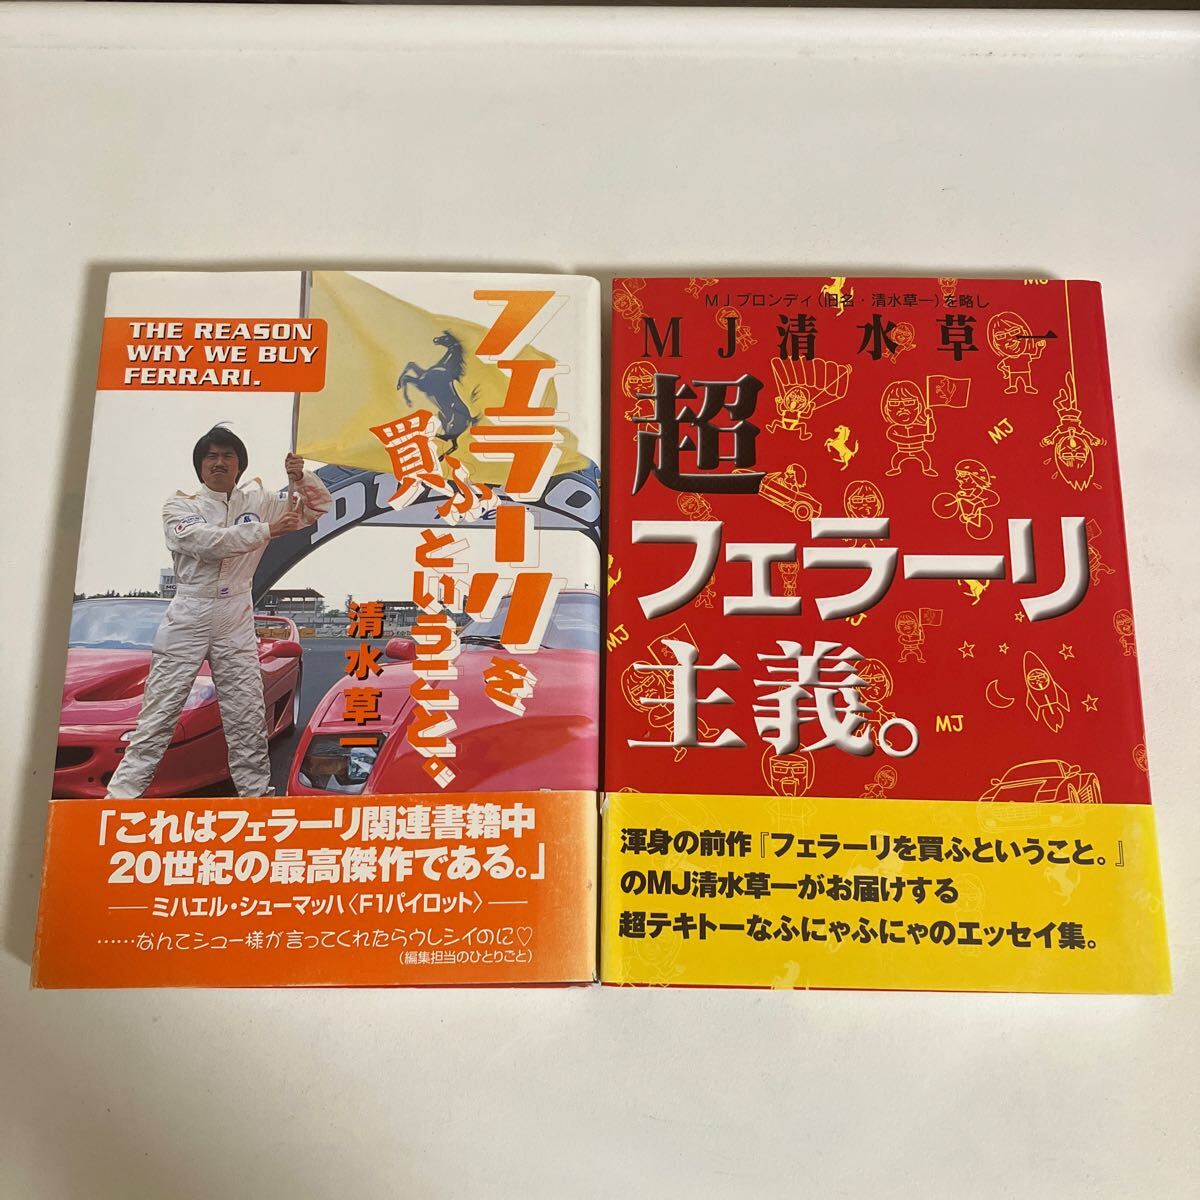 THE REASON
WHY WE BUY
FERRARI.
フェラーリを
買ふということ。
清水草一
「これはフェラーリ関連書籍中
20世紀の最高傑作である。」
――ミハエル・シューマッハ〈F1パイロット〉――
……なんてシュー様が言ってくれたらウレシイのに♡
(編集担当のひとりごと)
MJブロンディ(旧名・清水草一)を略し
MJ清水草一
超
フェラーリ
主義。
MJ
MJ
MJ
MJ
渾身の前作『フェラーリを買ふということ。』
のMJ清水草一がお届けする
超テキトーなふにゃふにゃのエッセイ集。